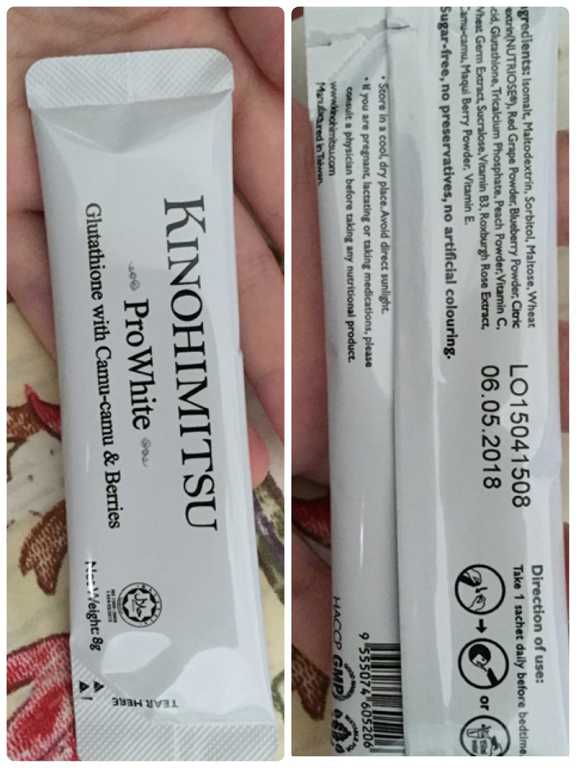 KINOHIMITSU
ProWhite
Glutathione with Camu-camu & Berries
Net Weight: 8g
TEAR HERE
Ingredients: Isomalt, Maltodextrin, Sorbitol, Maltose, Wheat
extrin(NUTRIOSE®), Red Grape Powder, Blueberry Powder, Citric
cid, Glutathione, Tricalcium Phosphate, Peach Powder, Vitamin C,
Wheat Germ Extract, Sucralose, Vitamin B3, Roxburgh Rose Extract,
Camu-camu, Maqui Berry Powder, Vitamin E.
Sugar-free, no preservatives, no artificial colouring.
• Store in a cool, dry place. Avoid direct sunlight.
• If you are pregnant, lactating or taking medications, please
consult a physician before taking any nutritional product.
www.kinohimitsu.com
Manufactured in Taiwan.
LO15041508
06.05.2018
Direction of use:
Take 1 sachet daily before bedtime
or
HACCP GMP
9 555074 605206